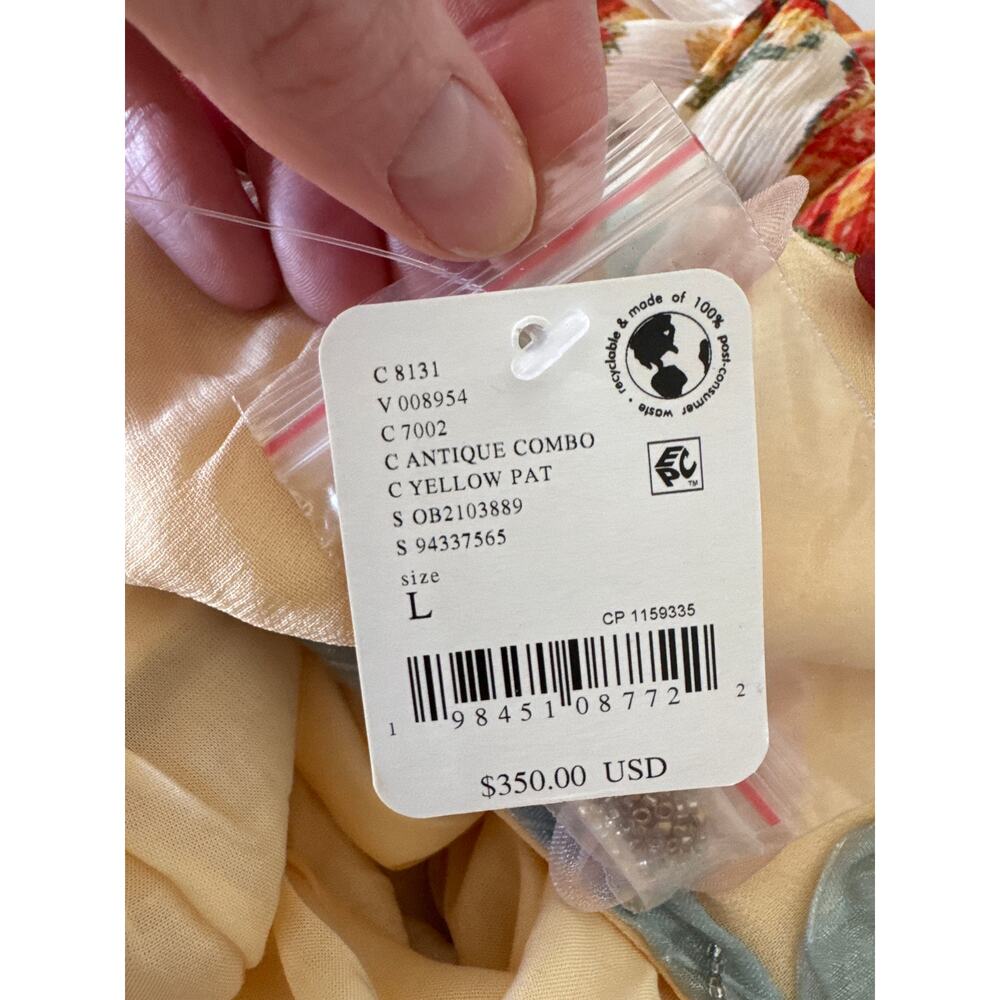 recyclable & made of 100% post-consumer waste •
C 8131
V 008954
C 7002
C ANTIQUE COMBO
C YELLOW PAT
S OB2103889
S 94337565
EPC
TM
size
L
CP 1159335
1 98451 08772 2
$350.00 USD